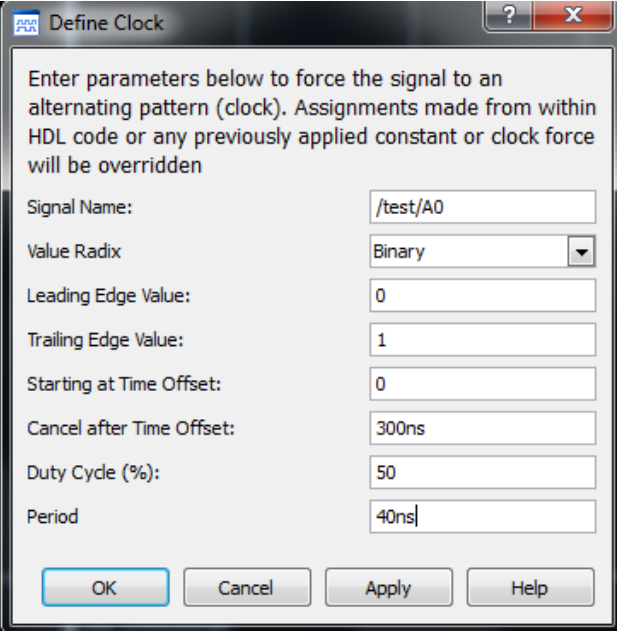 Define Clock
?
X
Enter parameters below to force the signal to an
alternating pattern (clock). Assignments made from within
HDL code or any previously applied constant or clock force
will be overridden
Signal Name: /test/A0
Value Radix Binary
Leading Edge Value: 0
Trailing Edge Value: 1
Starting at Time Offset: 0
Cancel after Time Offset: 300ns
Duty Cycle (%): 50
Period 40ns
OK Cancel Apply Help